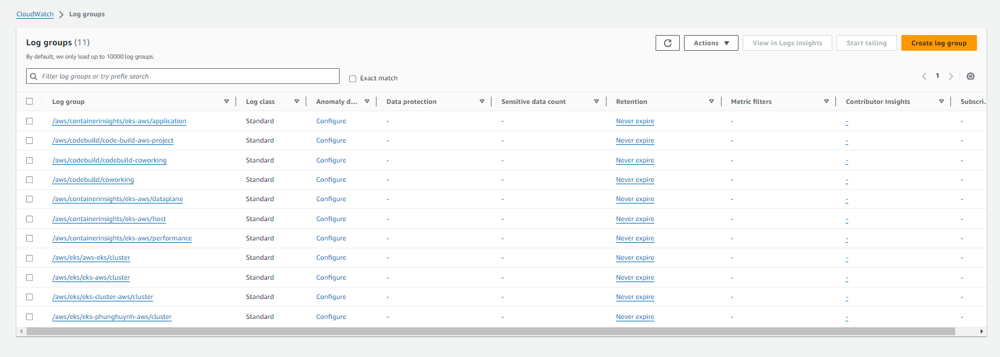 CloudWatch > Log groups
Log groups (11)
Actions ▼ View in Logs Insights Start tailing Create log group
By default, we only load up to 10000 log groups.
Filter log groups or try prefix search Exact match < 1 >
Log group Log class Anomaly d... Data protection Sensitive data count Retention Metric filters Contributor Insights Subscri...
/aws/containerinsights/eks-aws/application Standard Configure - - Never expire - - -
/aws/codebuild/code-build-aws-project Standard Configure - - Never expire - - -
/aws/codebuild/codebuild-coworking Standard Configure - - Never expire - - -
/aws/codebuild/coworking Standard Configure - - Never expire - - -
/aws/containerinsights/eks-aws/dataplane Standard Configure - - Never expire - - -
/aws/containerinsights/eks-aws/host Standard Configure - - Never expire - - -
/aws/containerinsights/eks-aws/performance Standard Configure - - Never expire - - -
/aws/eks/aws-eks/cluster Standard Configure - - Never expire - - -
/aws/eks/eks-aws/cluster Standard Configure - - Never expire - - -
/aws/eks/eks-cluster-aws/cluster Standard Configure - - Never expire - - -
/aws/eks/eks-phunghuynh-aws/cluster Standard Configure - - Never expire - - -